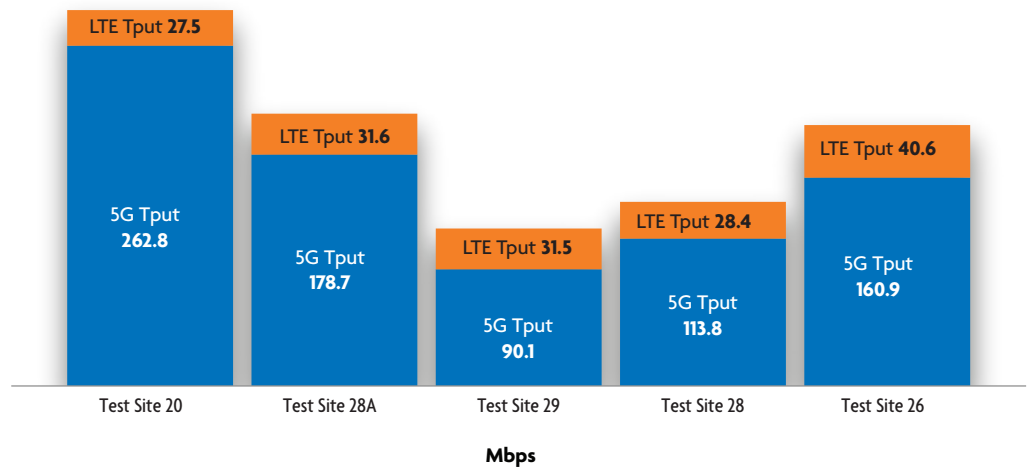 LTE Tput 27.5
5G Tput
262.8
LTE Tput 31.6
5G Tput
178.7
LTE Tput 31.5
5G Tput
90.1
LTE Tput 28.4
5G Tput
113.8
LTE Tput 40.6
5G Tput
160.9
Test Site 20
Test Site 28A
Test Site 29
Test Site 28
Test Site 26
Mbps